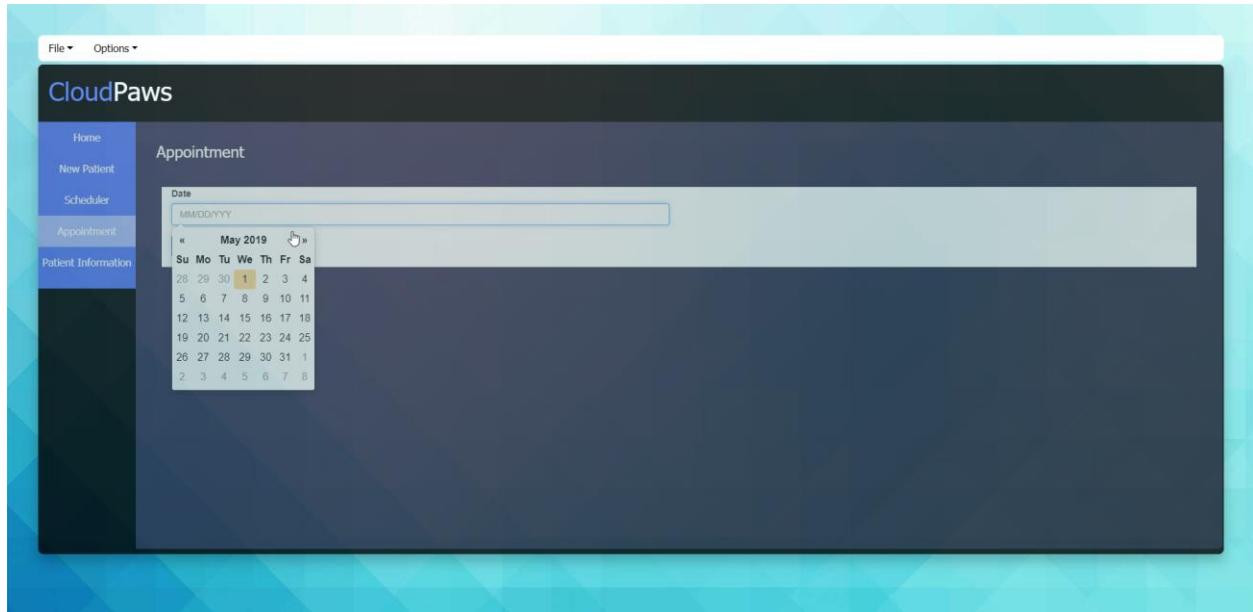 File Options
CloudPaws
Home
New Patient
Scheduler
Appointment
Patient Information
Appointment
Date
MM/DD/YYY
« May 2019 »
Su Mo Tu We Th Fr Sa
28 29 30 1 2 3 4
5 6 7 8 9 10 11
12 13 14 15 16 17 18
19 20 21 22 23 24 25
26 27 28 29 30 31 1
2 3 4 5 6 7 8